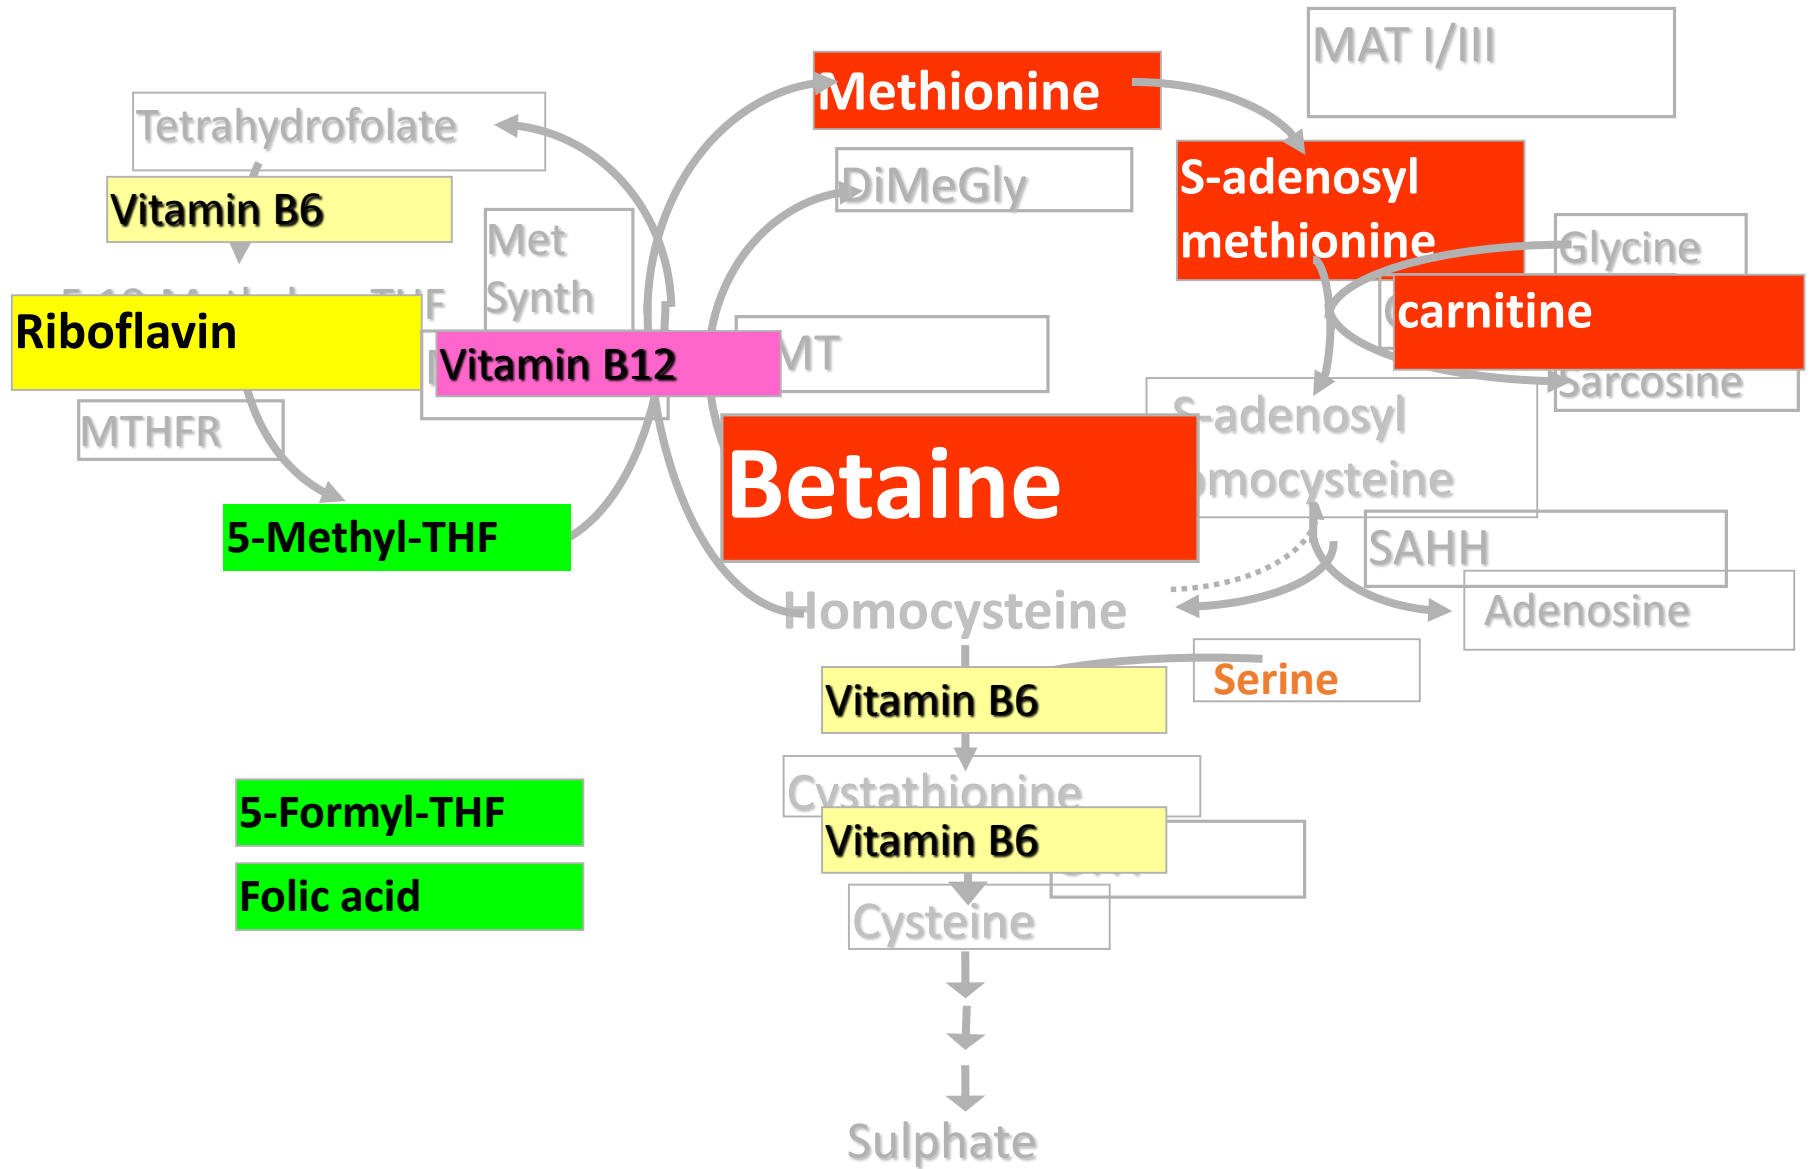 MAT I/III
Methionine
Tetrahydrofolate
DiMeGly
S-adenosyl
methionine
Vitamin B6
Met
Synth
Glycine
carnitine
Riboflavin
Vitamin B12
MT
Sarcosine
MTHFR
S-adenosyl
omocysteine
Betaine
5-Methyl-THF
SAHH
Homocysteine
Adenosine
Serine
Vitamin B6
Cystathionine
5-Formyl-THF
Vitamin B6
Folic acid
Cysteine
Sulphate